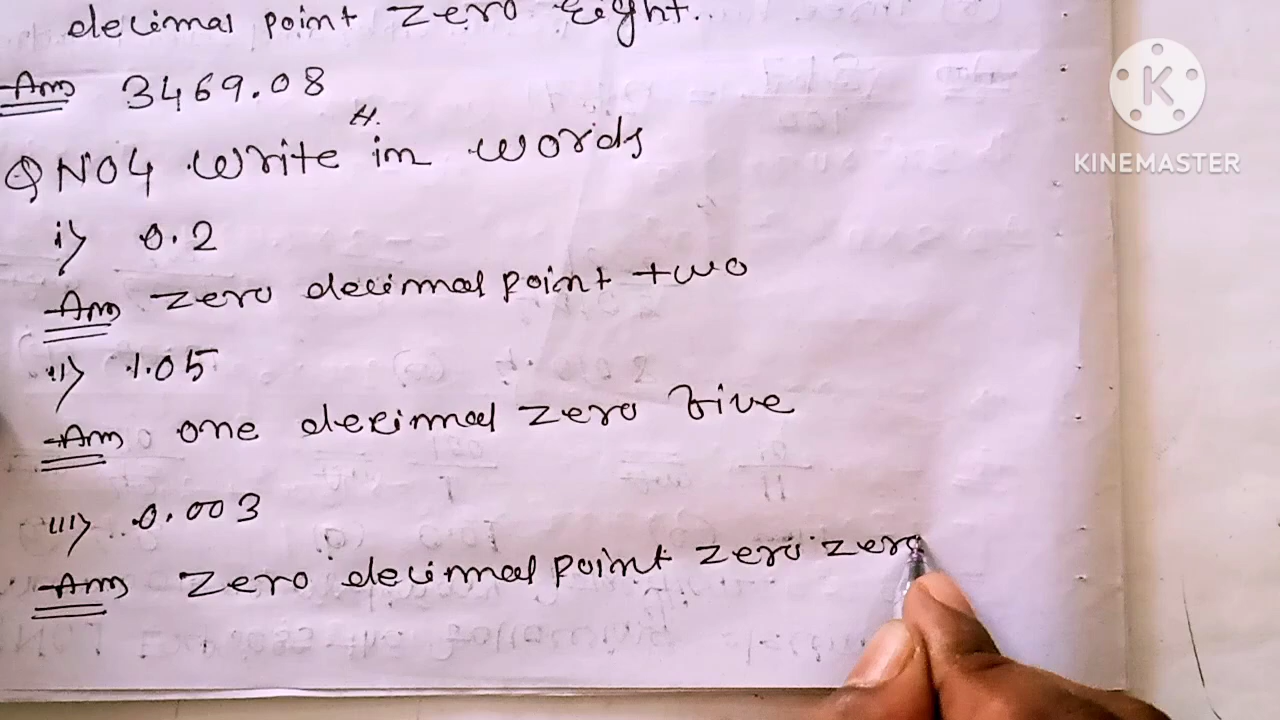 decimal point zero Eight.
Ans 3469.08
Q NO4 Write in words
i) 0.2
Ans zero decimal point two
ii) 1.05
Ans one decimal zero five
iii) 0.003
Ans Zero decimal point zero zero
K
KINEMASTER